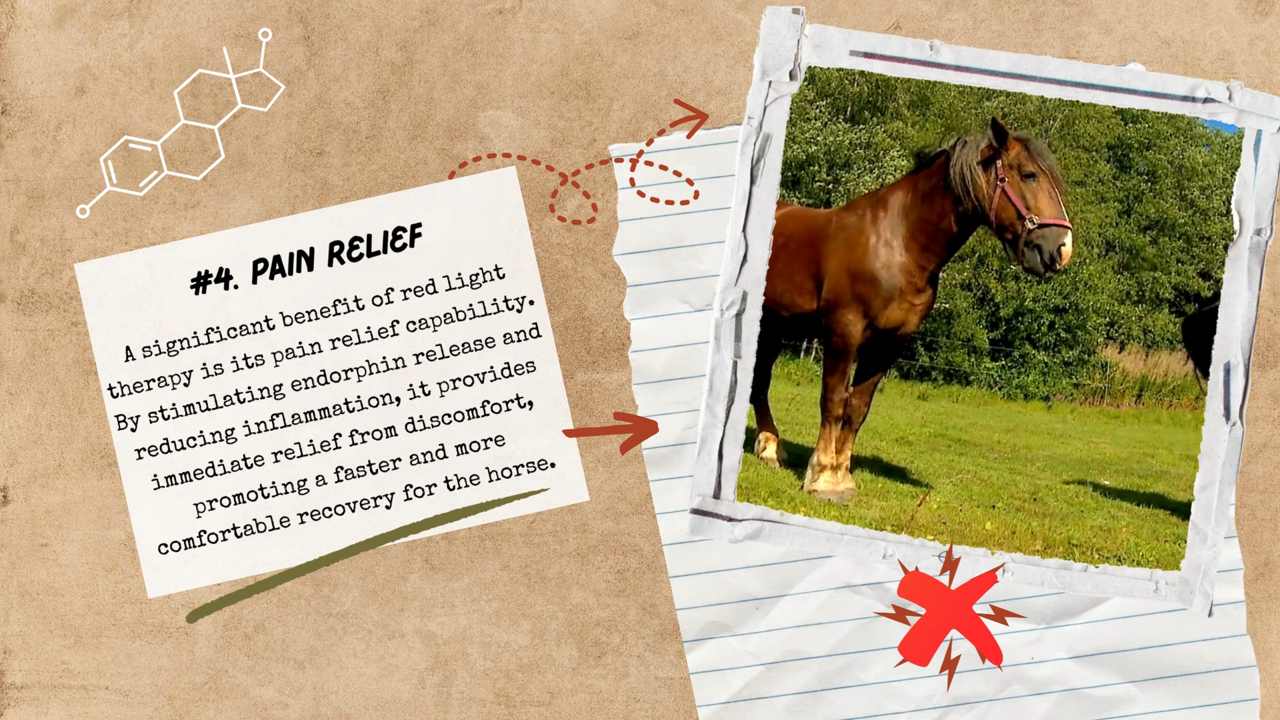 #4. PAIN RELIEF
A significant benefit of red light
therapy is its pain relief capability.
By stimulating endorphin release and
reducing inflammation, it provides
immediate relief from discomfort,
promoting a faster and more
comfortable recovery for the horse.